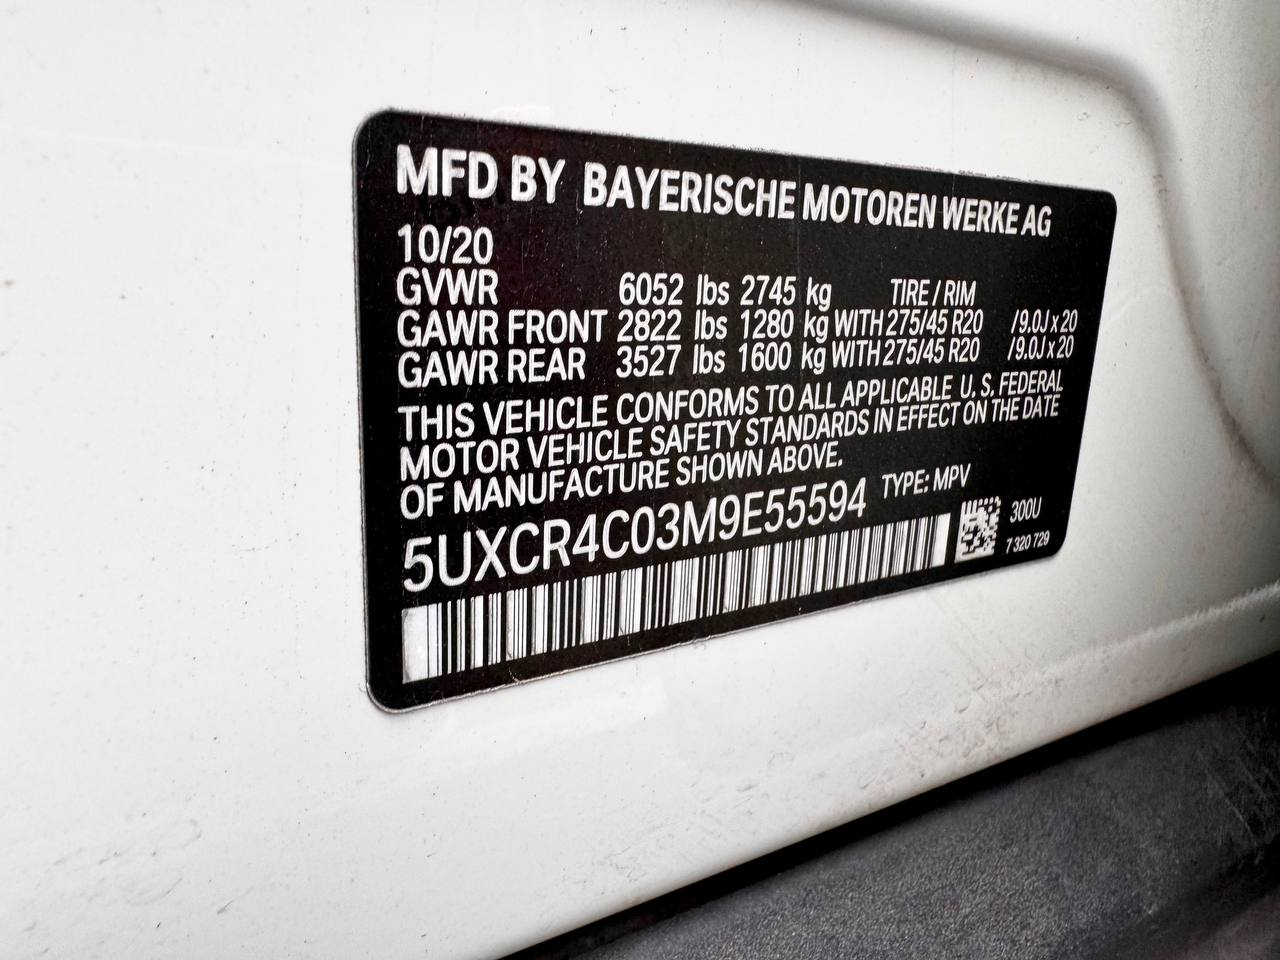 MFD BY BAYERISCHE MOTOREN WERKE AG
10/20
GVWR 6052 lbs 2745 kg TIRE / RIM
GAWR FRONT 2822 lbs 1280 kg WITH 275/45 R20 /9.0J x 20
GAWR REAR 3527 lbs 1600 kg WITH 275/45 R20 /9.0J x 20
THIS VEHICLE CONFORMS TO ALL APPLICABLE U. S. FEDERAL
MOTOR VEHICLE SAFETY STANDARDS IN EFFECT ON THE DATE
OF MANUFACTURE SHOWN ABOVE.
5UXCR4C03M9E55594 TYPE: MPV
300U
7 320 729